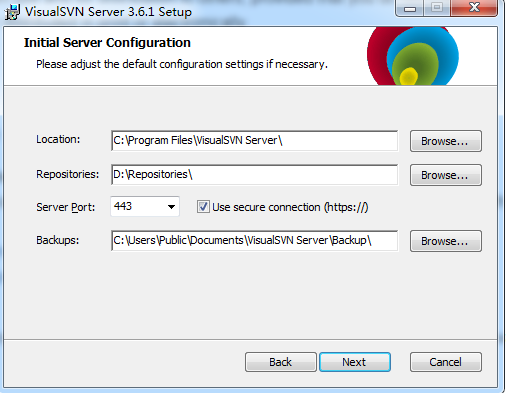 VisualSVN Server 3.6.1 Setup
Initial Server Configuration
Please adjust the default configuration settings if necessary.
Location: C:\Program Files\VisualSVN Server\ Browse...
Repositories: D:\Repositories\ Browse...
Server Port: 443 Use secure connection (https://)
Backups: C:\Users\Public\Documents\VisualSVN Server\Backup\ Browse...
Back Next Cancel